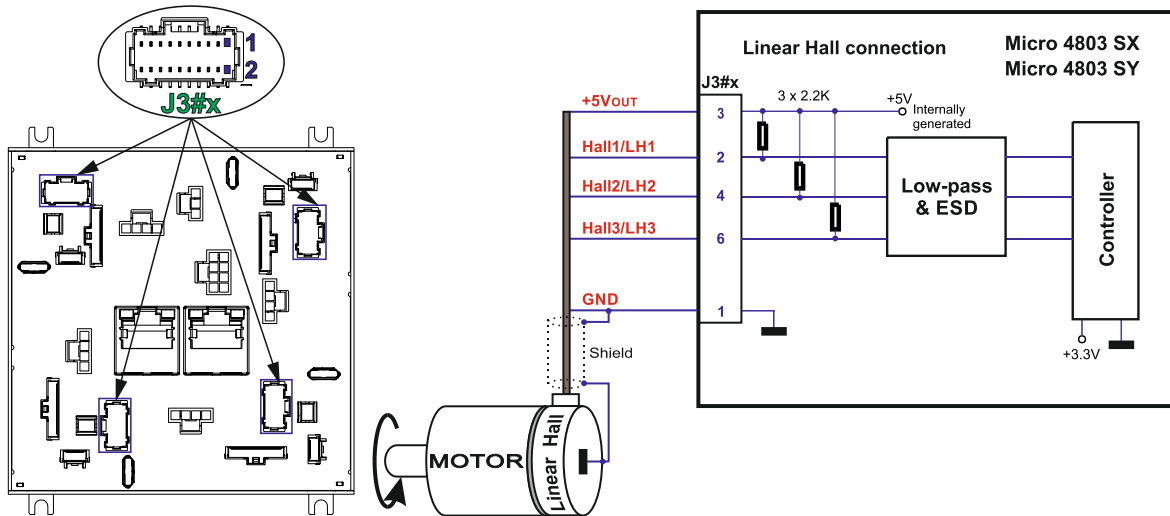 1
2
J3#x
Linear Hall connection
Micro 4803 SX
Micro 4803 SY
J3#x
+5VOUT
3
3 x 2.2K
+5V
Internally
generated
Hall1/LH1
2
Hall2/LH2
4
Hall3/LH3
6
Low-pass
& ESD
Controller
GND
1
Shield
+3.3V
MOTOR
Linear Hall